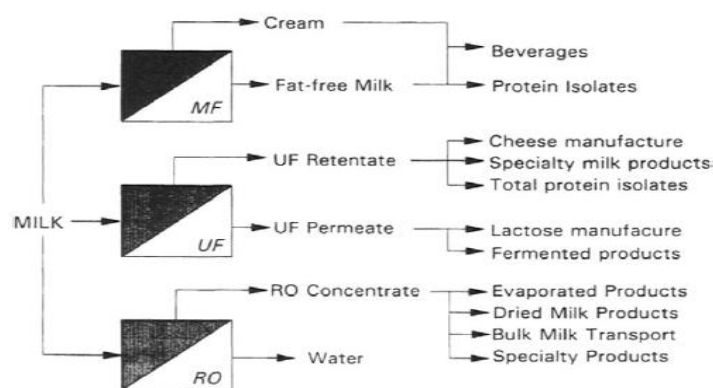 Cream
Beverages
Fat-free Milk
Protein Isolates
MF
Cheese manufacture
UF Retentate
Specialty milk products
Total protein isolates
MILK
UF Permeate
Lactose manufacure
UF
Fermented products
RO Concentrate
Evaporated Products
Dried Milk Products
Bulk Milk Transport
Water
Specialty Products
RO